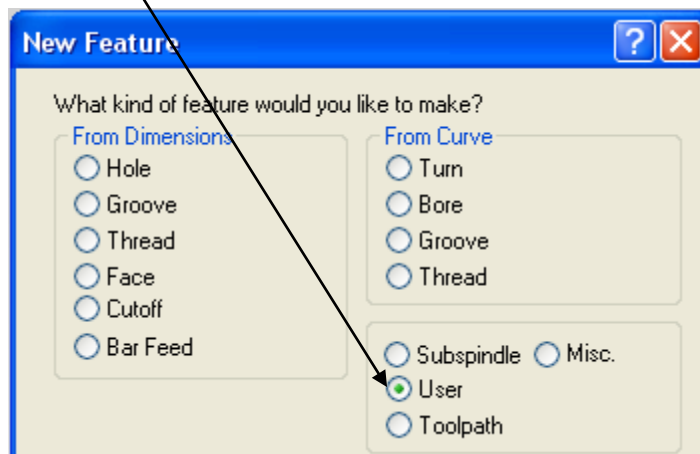 New Feature
What kind of feature would you like to make?
From Dimensions
Hole
Groove
Thread
Face
Cutoff
Bar Feed
From Curve
Turn
Bore
Groove
Thread
Subspindle Misc.
User
Toolpath